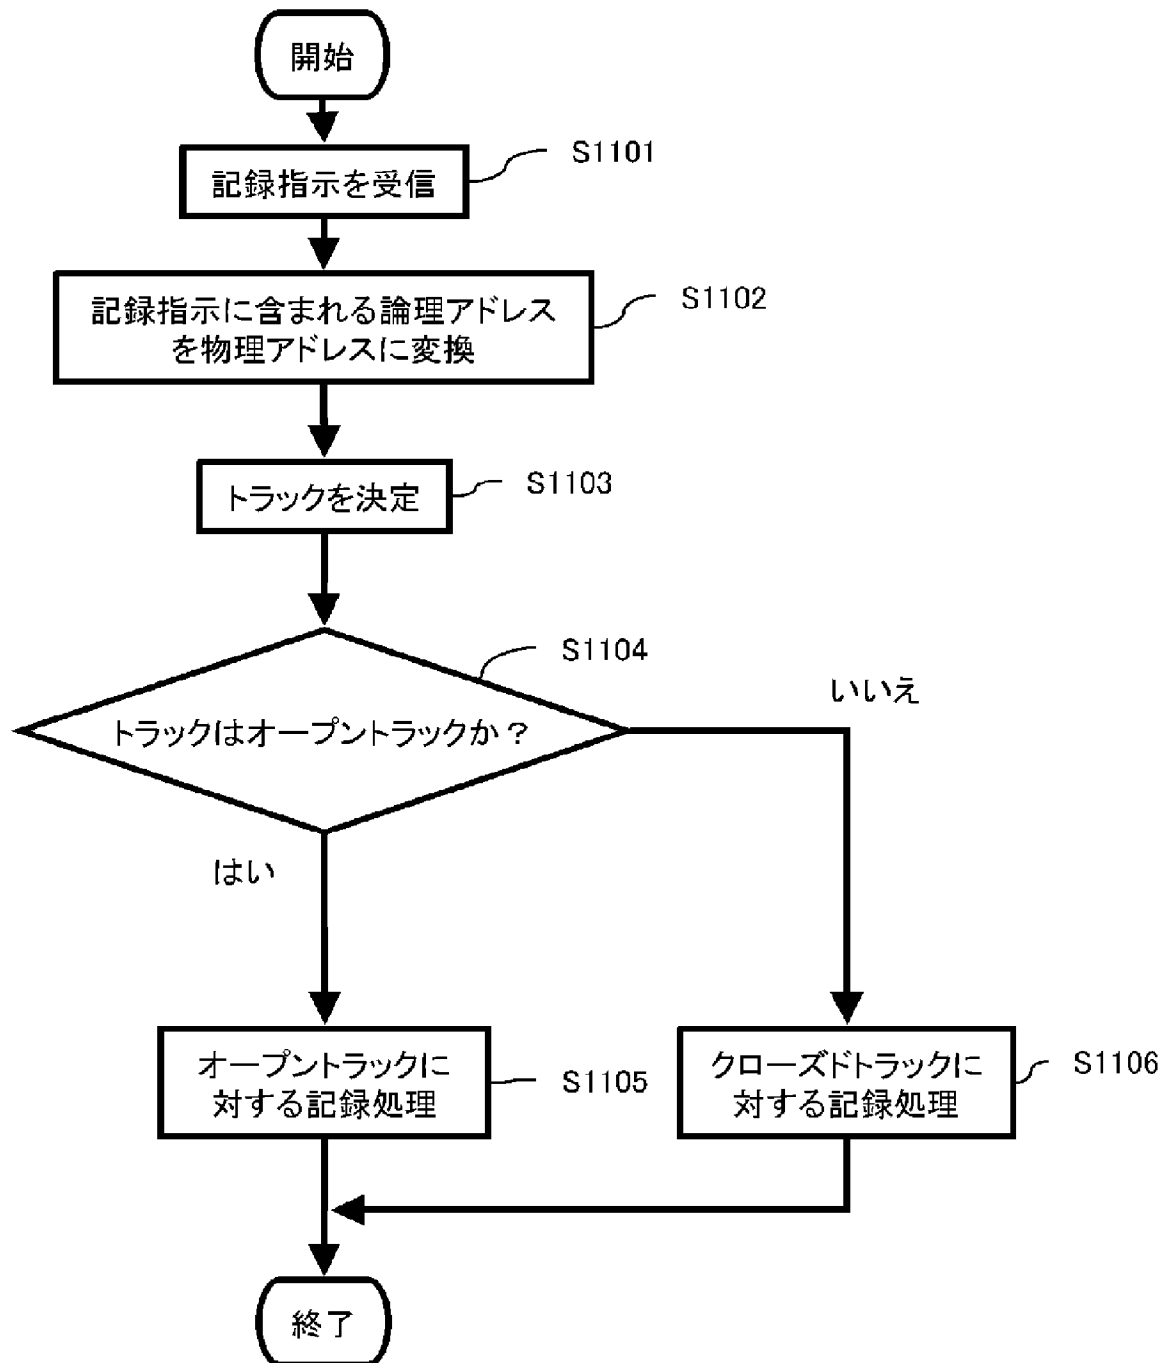 開始
記録指示を受信
S1101
記録指示に含まれる論理アドレス
を物理アドレスに変換
S1102
トラックを決定
S1103
トラックはオープントラックか？
S1104
いいえ
はい
オープントラックに
対する記録処理
S1105
クローズドトラックに
対する記録処理
S1106
終了